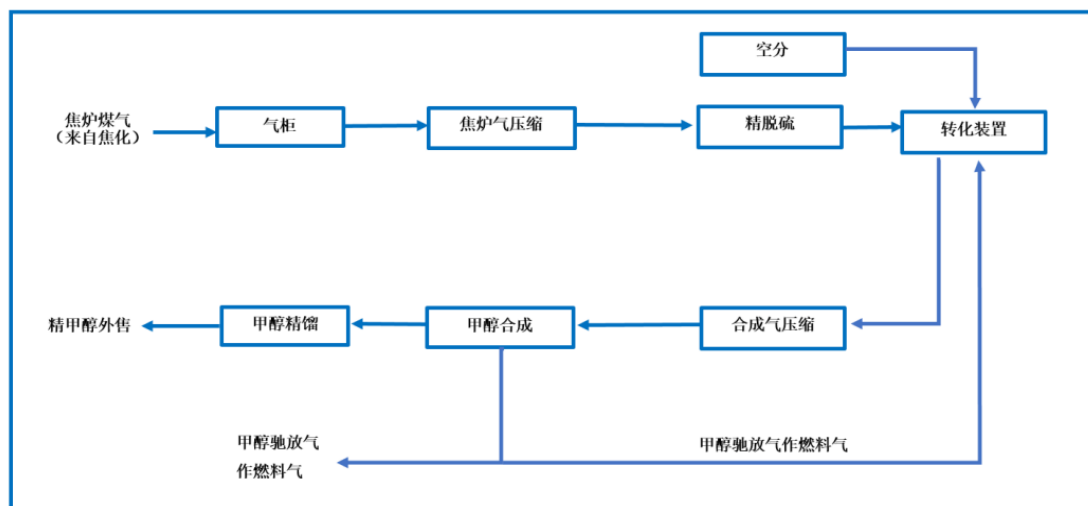 空分
焦炉煤气
（来自焦化）
气柜
焦炉气压缩
精脱硫
转化装置
精甲醇外售
甲醇精馏
甲醇合成
合成气压缩
甲醇驰放气
作燃料气
甲醇驰放气作燃料气